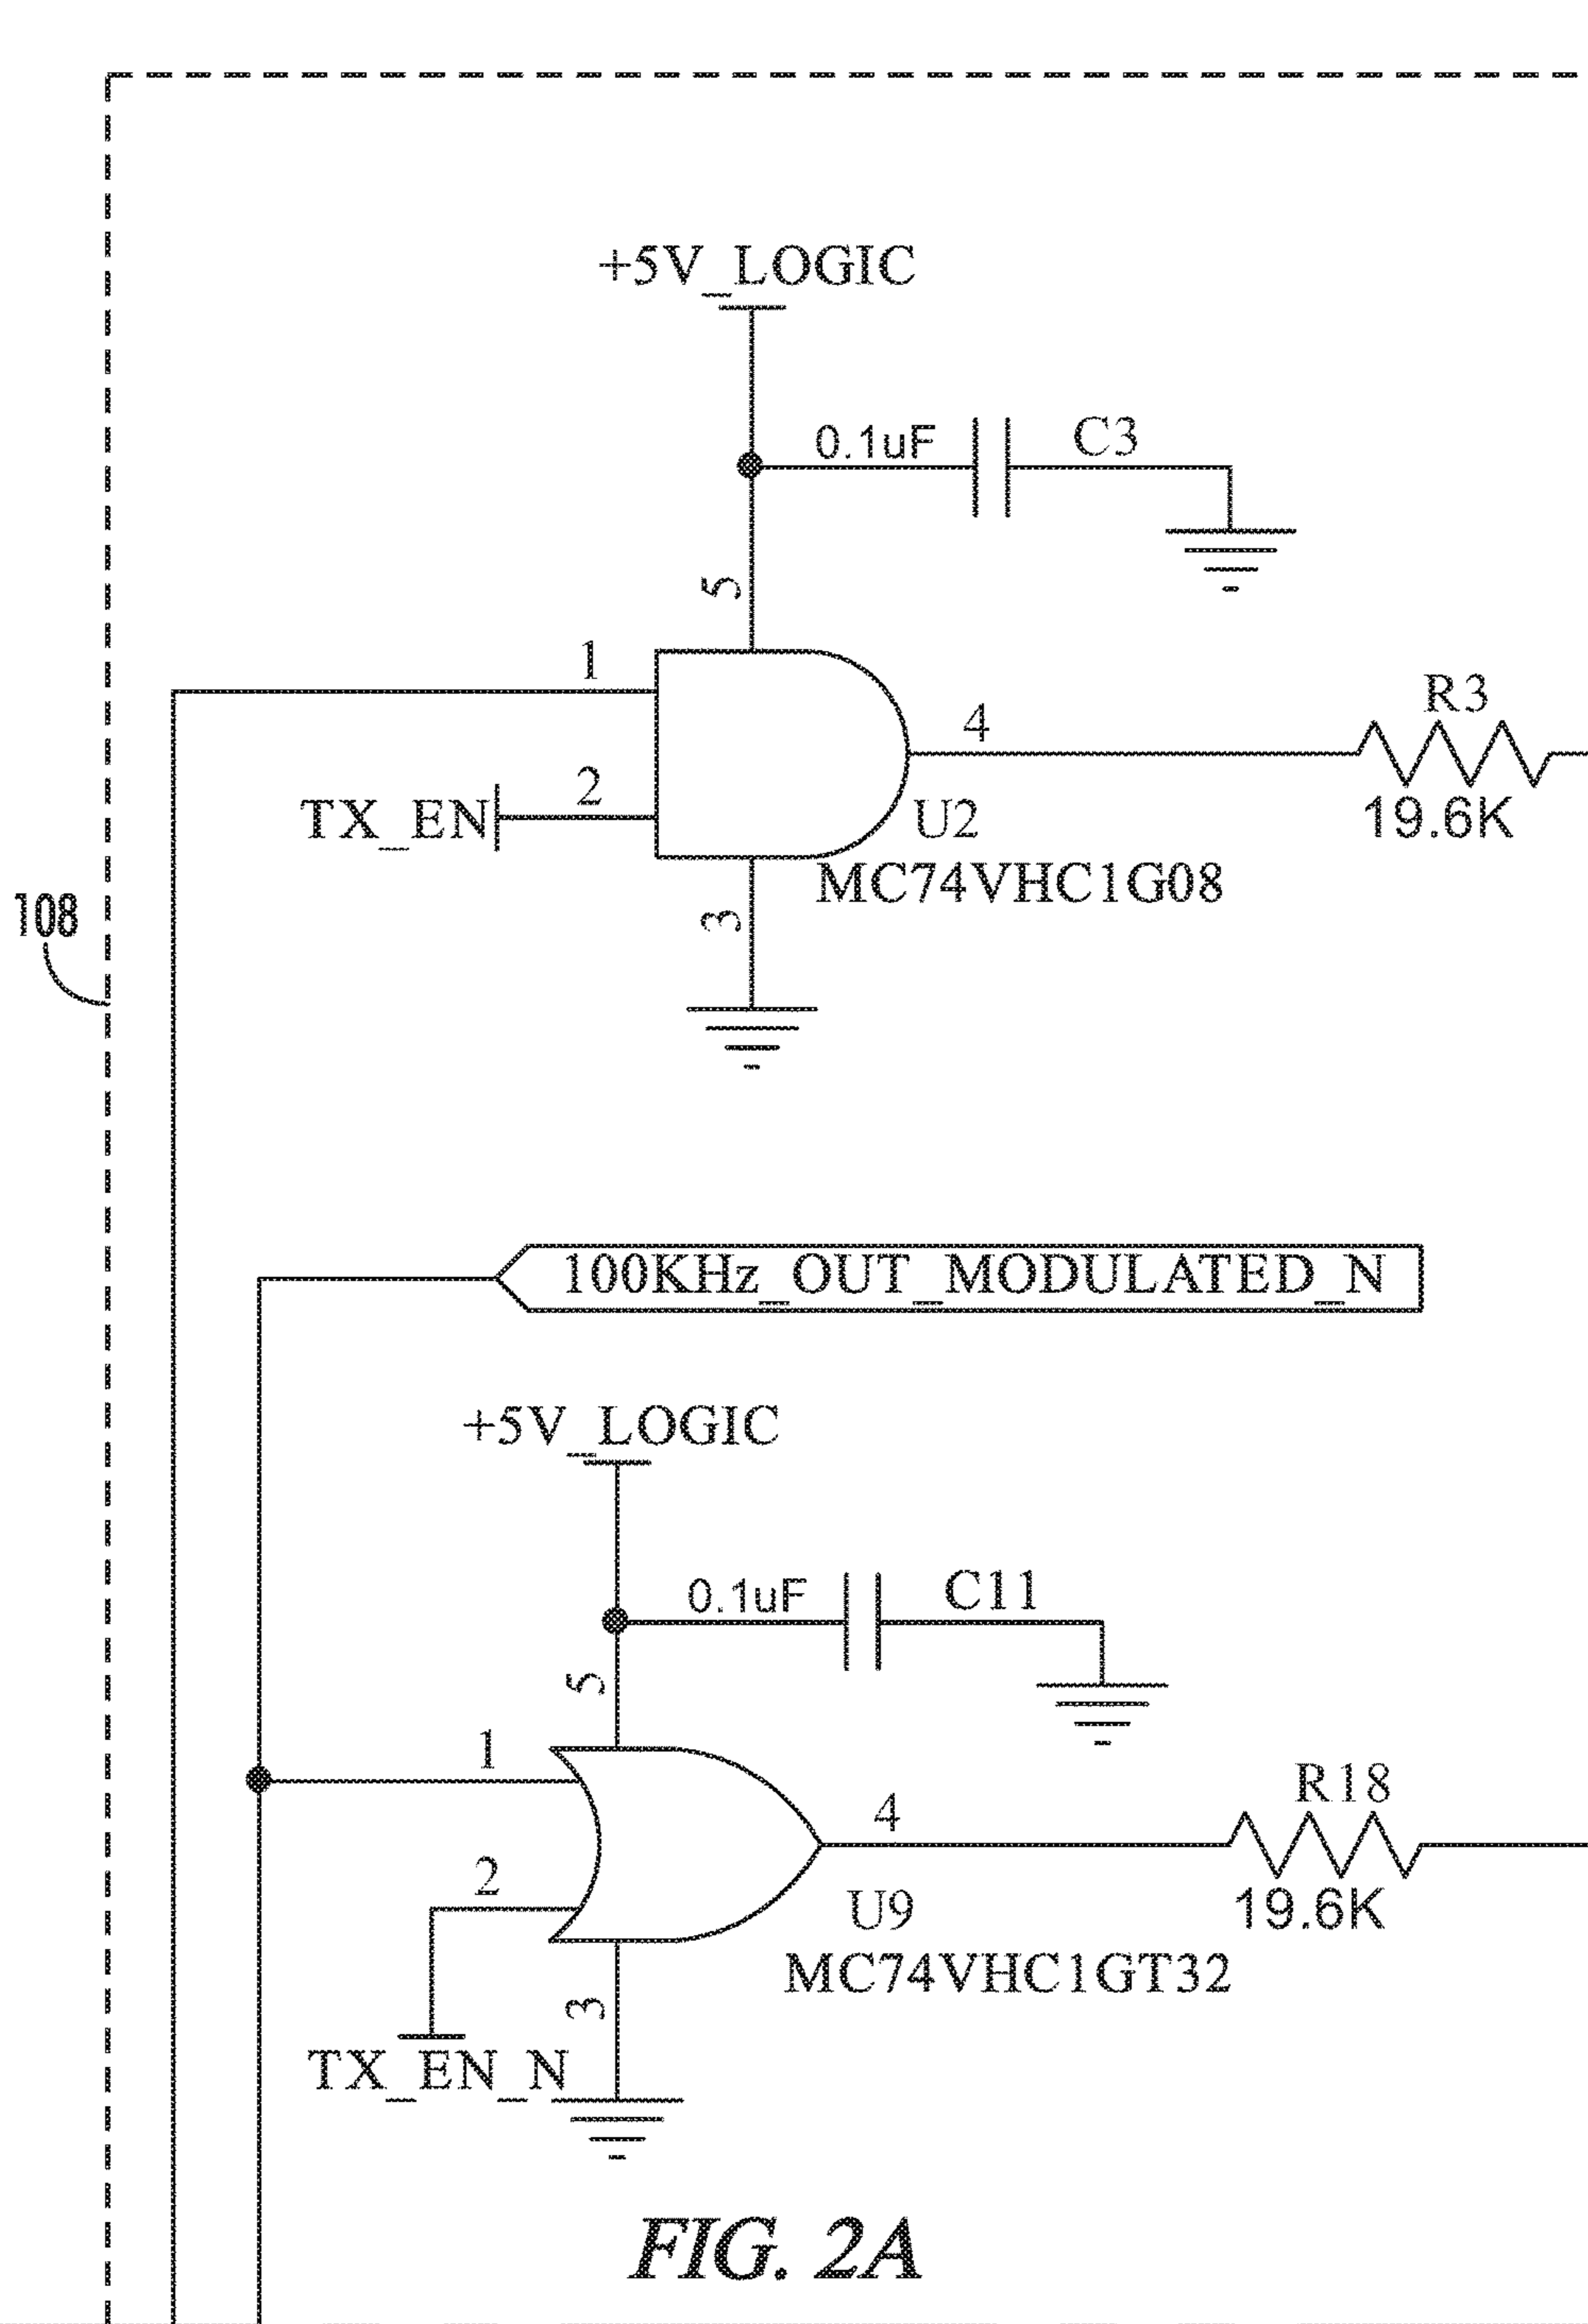 +5V_LOGIC
0.1uF
C3
5
1
R3
4
2
TX_EN
U2
19.6K
MC74VHC1G08
108
3
100KHz_OUT_MODULATED_N
+5V_LOGIC
0.1uF
C11
5
1
R18
4
2
U9
19.6K
MC74VHC1GT32
3
TX_EN_N
FIG. 2A